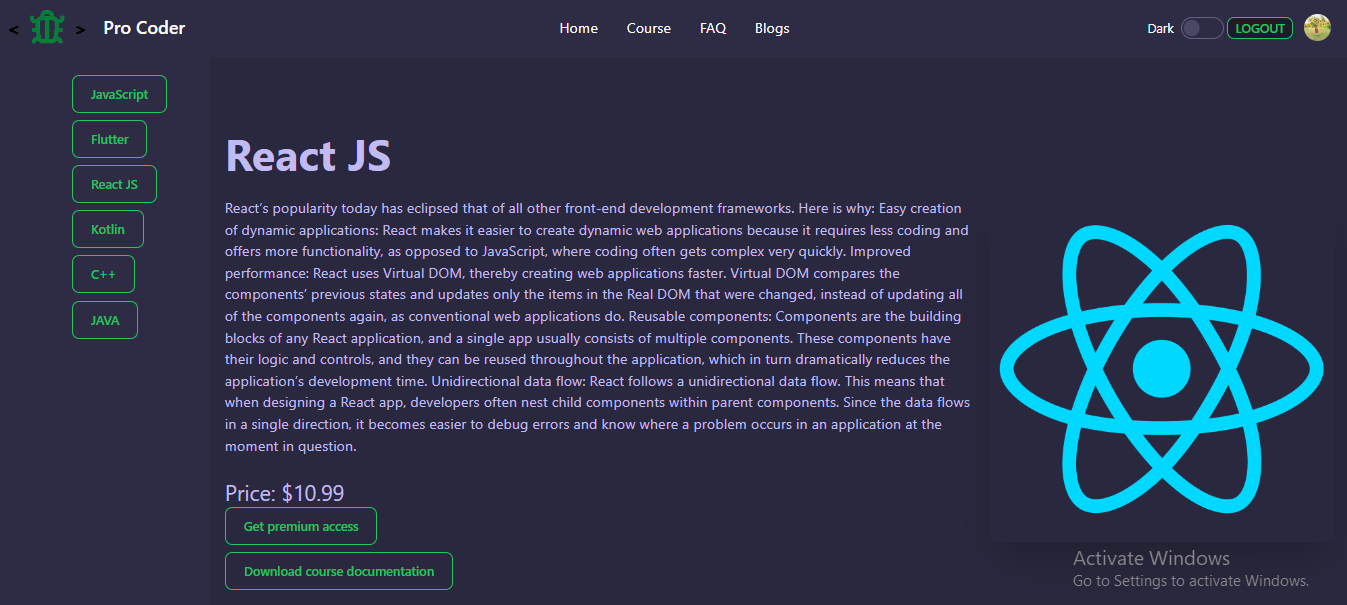 < > Pro Coder
Home Course FAQ Blogs
Dark LOGOUT
JavaScript
Flutter
React JS
Kotlin
C++
JAVA
React JS
React’s popularity today has eclipsed that of all other front-end development frameworks. Here is why: Easy creation
of dynamic applications: React makes it easier to create dynamic web applications because it requires less coding and
offers more functionality, as opposed to JavaScript, where coding often gets complex very quickly. Improved
performance: React uses Virtual DOM, thereby creating web applications faster. Virtual DOM compares the
components’ previous states and updates only the items in the Real DOM that were changed, instead of updating all
of the components again, as conventional web applications do. Reusable components: Components are the building
blocks of any React application, and a single app usually consists of multiple components. These components have
their logic and controls, and they can be reused throughout the application, which in turn dramatically reduces the
application’s development time. Unidirectional data flow: React follows a unidirectional data flow. This means that
when designing a React app, developers often nest child components within parent components. Since the data flows
in a single direction, it becomes easier to debug errors and know where a problem occurs in an application at the
moment in question.
Price: $10.99
Get premium access
Download course documentation
Activate Windows
Go to Settings to activate Windows.